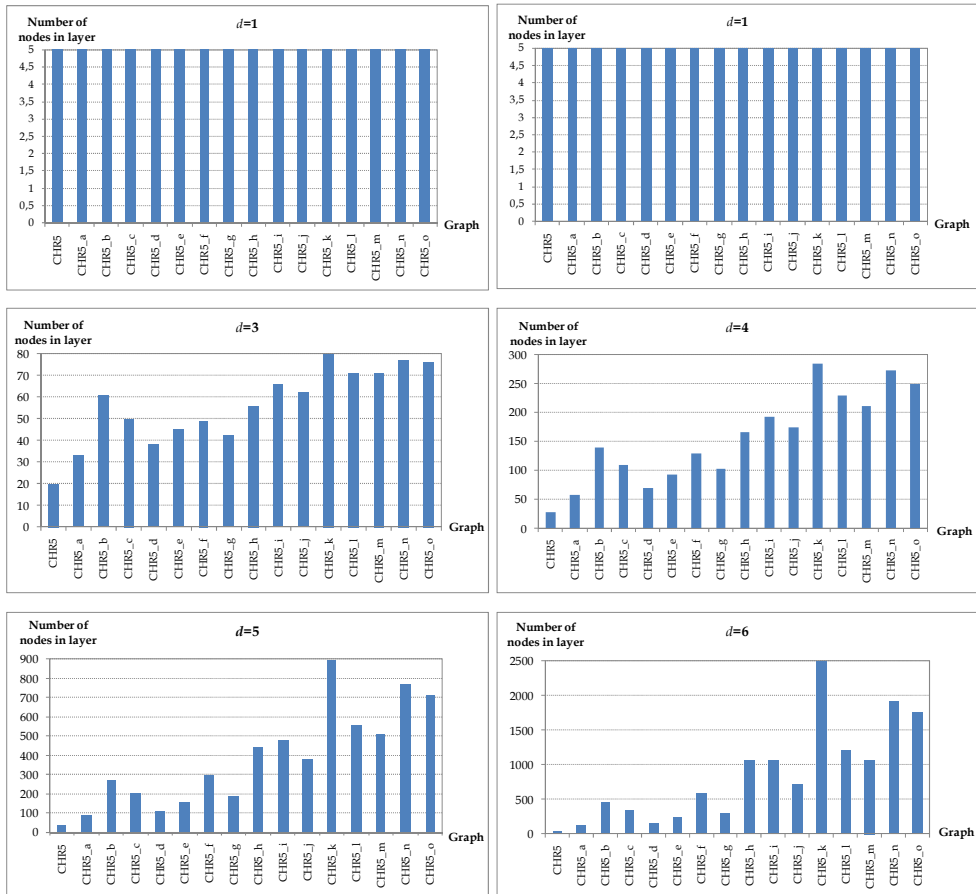 Number of
nodes in layer
d=1
5
4,5
4
3,5
3
2,5
2
1,5
1
0,5
0
Graph
CHR5
CHR5_a
CHR5_b
CHR5_c
CHR5_d
CHR5_e
CHR5_f
CHR5_g
CHR5_h
CHR5_i
CHR5_j
CHR5_k
CHR5_l
CHR5_m
CHR5_n
CHR5_o
Number of
nodes in layer
d=1
5
4,5
4
3,5
3
2,5
2
1,5
1
0,5
0
Graph
CHR5
CHR5_a
CHR5_b
CHR5_c
CHR5_d
CHR5_e
CHR5_f
CHR5_g
CHR5_h
CHR5_i
CHR5_j
CHR5_k
CHR5_l
CHR5_m
CHR5_n
CHR5_o
Number of
nodes in layer
d=3
80
70
60
50
40
30
20
10
0
Graph
CHR5
CHR5_a
CHR5_b
CHR5_c
CHR5_d
CHR5_e
CHR5_f
CHR5_g
CHR5_h
CHR5_i
CHR5_j
CHR5_k
CHR5_l
CHR5_m
CHR5_n
CHR5_o
Number of
nodes in layer
d=4
300
250
200
150
100
50
0
Graph
CHR5
CHR5_a
CHR5_b
CHR5_c
CHR5_d
CHR5_e
CHR5_f
CHR5_g
CHR5_h
CHR5_i
CHR5_j
CHR5_k
CHR5_l
CHR5_m
CHR5_n
CHR5_o
Number of
nodes in layer
d=5
900
800
700
600
500
400
300
200
100
0
Graph
CHR5
CHR5_a
CHR5_b
CHR5_c
CHR5_d
CHR5_e
CHR5_f
CHR5_g
CHR5_h
CHR5_i
CHR5_j
CHR5_k
CHR5_l
CHR5_m
CHR5_n
CHR5_o
Number of
nodes in layer
d=6
2500
2000
1500
1000
500
0
Graph
CHR5
CHR5_a
CHR5_b
CHR5_c
CHR5_d
CHR5_e
CHR5_f
CHR5_g
CHR5_h
CHR5_i
CHR5_j
CHR5_k
CHR5_l
CHR5_m
CHR5_n
CHR5_o